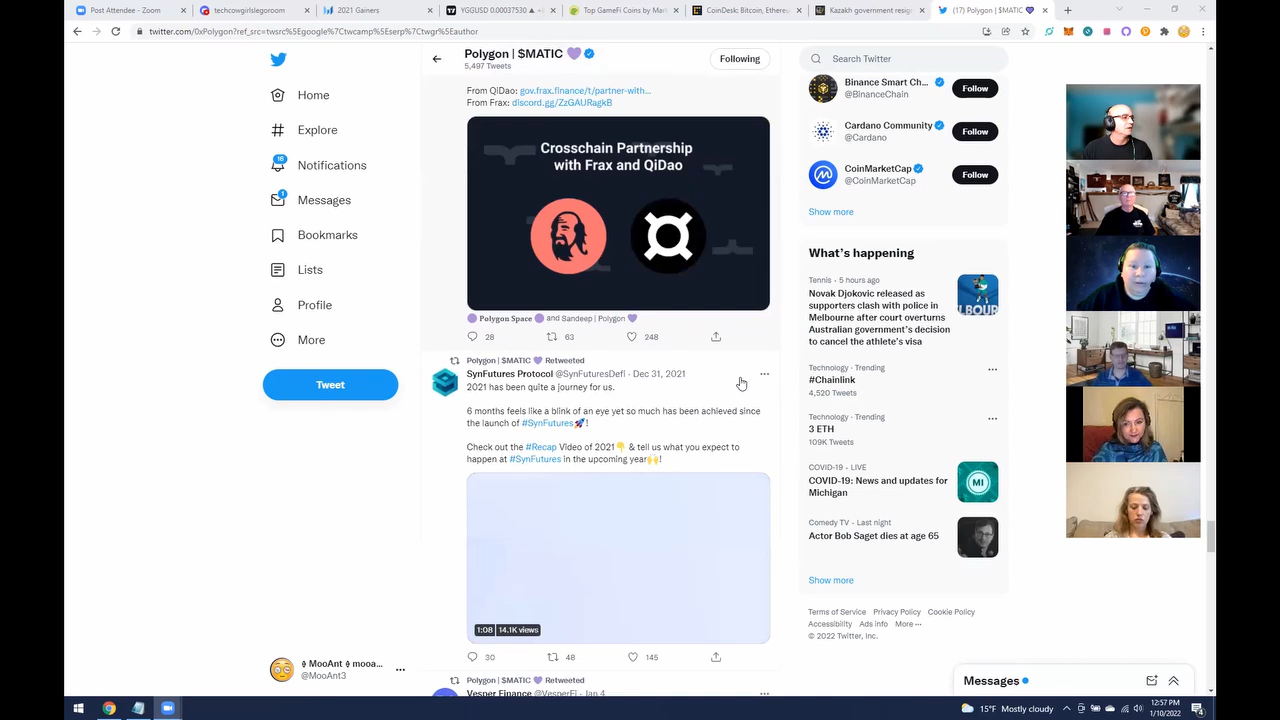 Post Attendee - Zoom
techcowgirlslegoroom
2021 Gainers
YGGUSD 0.00037530 ▲ +
Top GameFi Coins by Mark
CoinDesk: Bitcoin, Ethereu
Kazakh government resign
(17) Polygon | $MATIC 💜
twitter.com/0xPolygon?ref_src=twsrc%5Egoogle%7Ctwcamp%5Eserp%7Ctwgr%5Eauthor
Polygon | $MATIC 💜
5,497 Tweets
Following
Search Twitter
Home
Explore
16
Notifications
1
Messages
Bookmarks
Lists
Profile
More
Tweet
MooAnt mooa...
@MooAnt3
From QiDao: gov.frax.finance/t/partner-with...
From Frax: discord.gg/ZzGAURagkB
Crosschain Partnership
with Frax and QiDao
Polygon Space and Sandeep | Polygon 💜
28 63 248
Polygon | $MATIC 💜 Retweeted
SynFutures Protocol @SynFuturesDefi · Dec 31, 2021
2021 has been quite a journey for us.
6 months feels like a blink of an eye yet so much has been achieved since
the launch of #SynFutures🚀!
Check out the #Recap Video of 2021👇 & tell us what you expect to
happen at #SynFutures in the upcoming year🙌!
1:08 14.1K views
30 48 145
Polygon | $MATIC 💜 Retweeted
Vesper Finance @VesperFi · Jan 4
Binance Smart Ch...
@BinanceChain
Follow
Cardano Community
@Cardano
Follow
CoinMarketCap
@CoinMarketCap
Follow
Show more
What's happening
Tennis · 5 hours ago
Novak Djokovic released as
supporters clash with police in
Melbourne after court overturns
Australian government's decision
to cancel the athlete's visa
Technology · Trending
#Chainlink
4,520 Tweets
Technology · Trending
3 ETH
109K Tweets
COVID-19 · LIVE
COVID-19: News and updates for
Michigan
MI
Comedy TV · Last night
Actor Bob Saget dies at age 65
Show more
Terms of Service Privacy Policy Cookie Policy
Accessibility Ads info More ···
© 2022 Twitter, Inc.
Messages
15°F Mostly cloudy
12:57 PM
1/10/2022
4